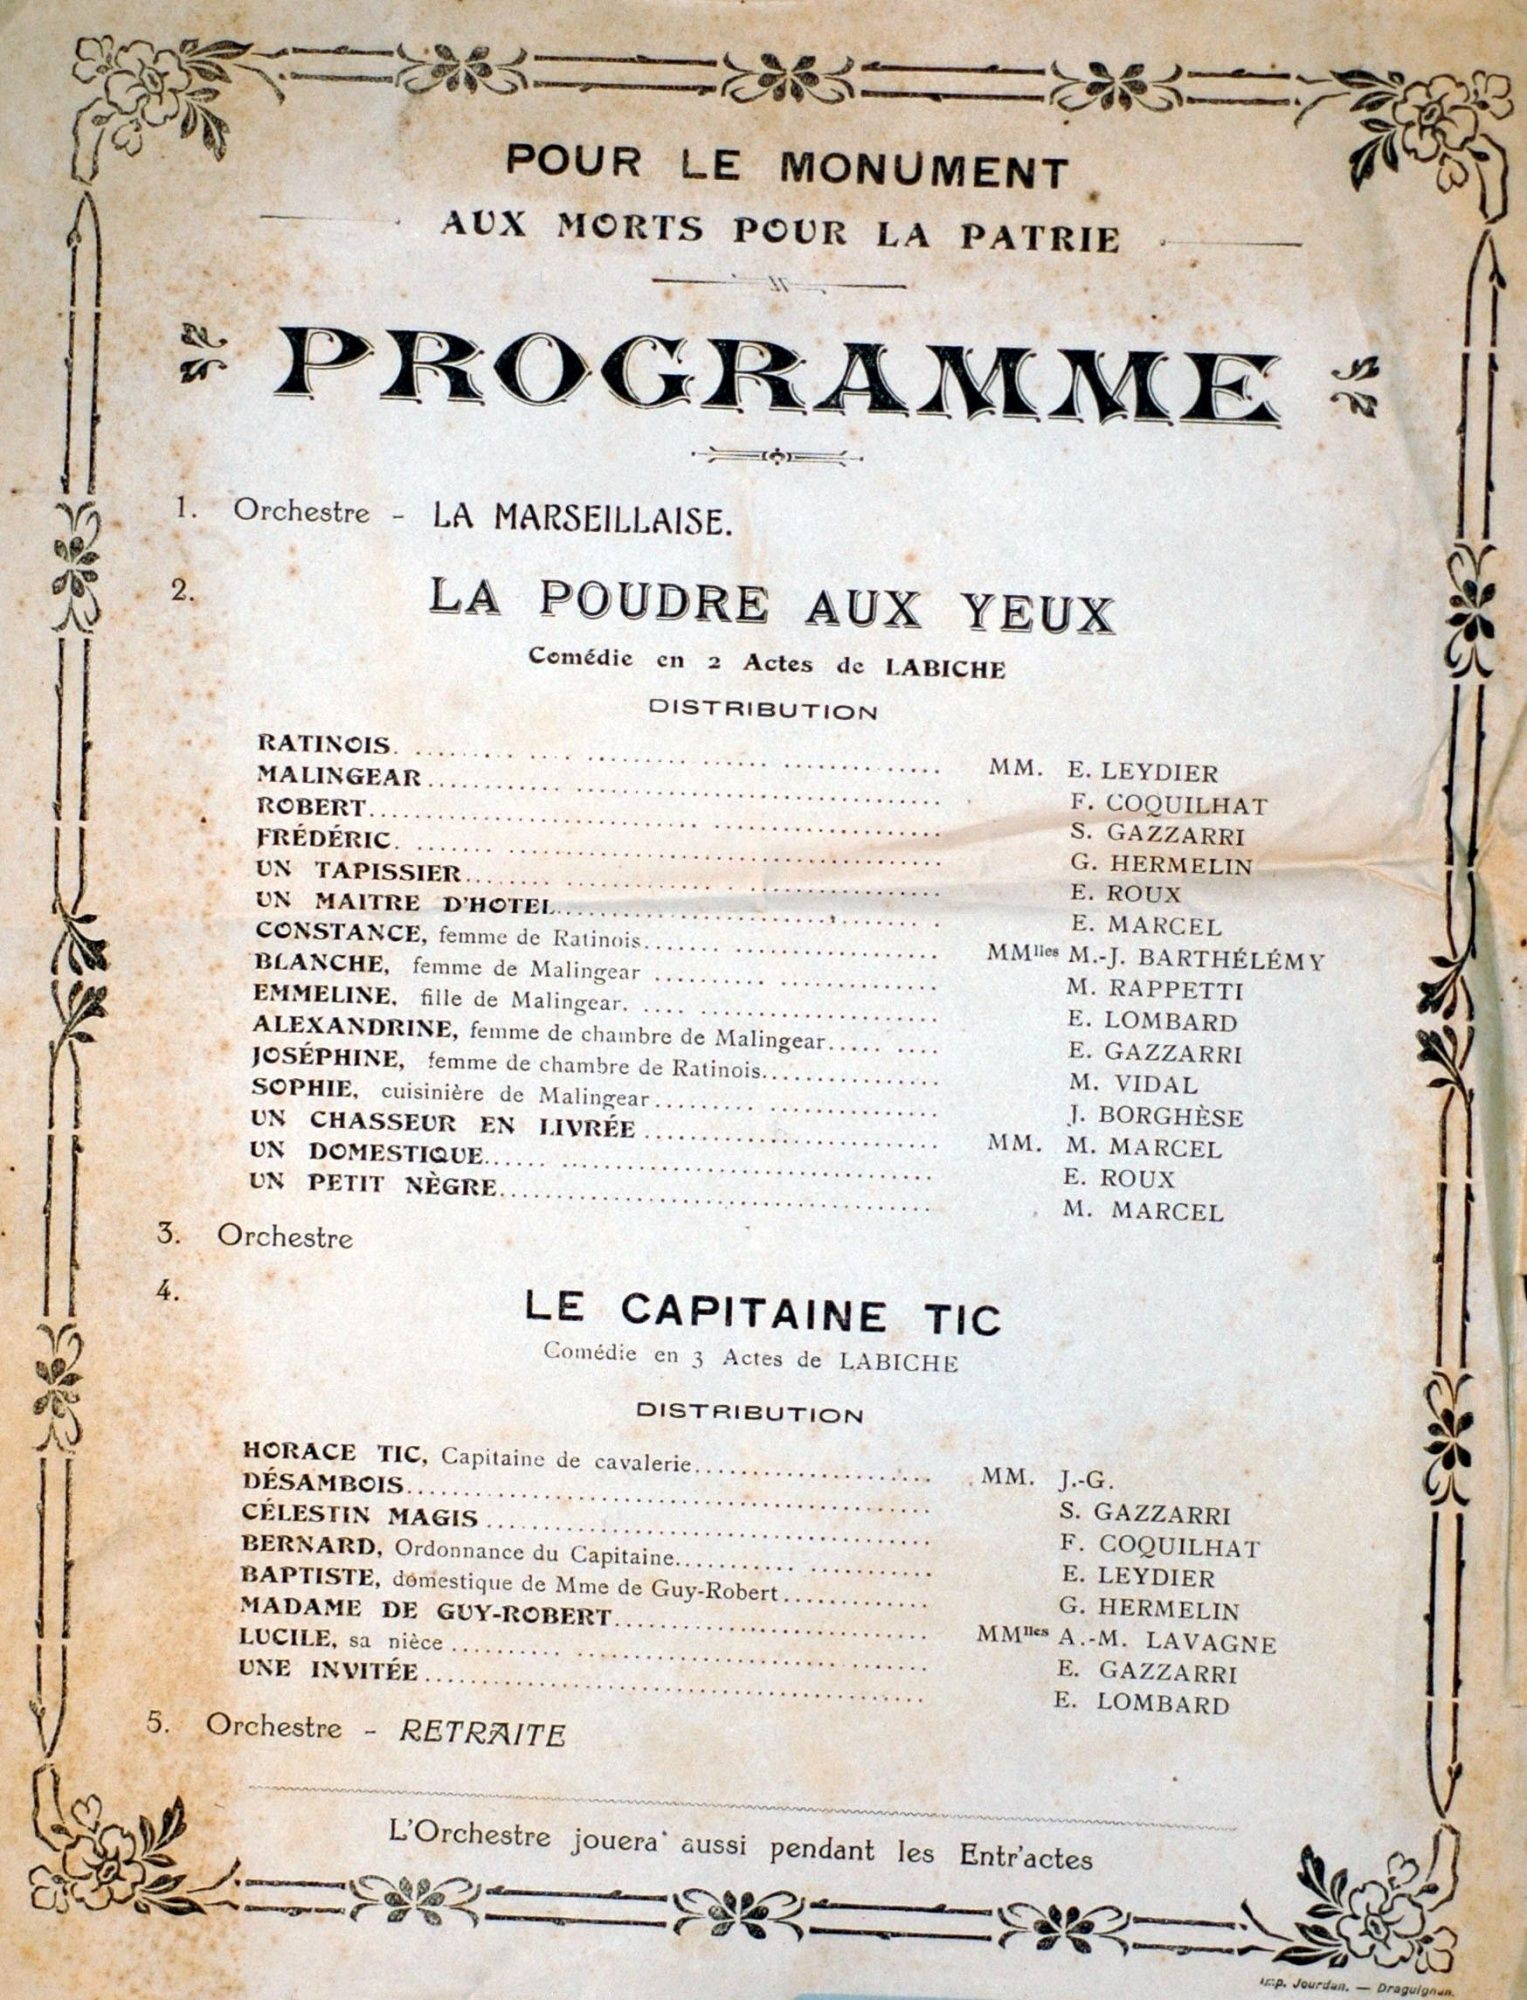 POUR LE MONUMENT
AUX MORTS POUR LA PATRIE
PROGRAMME
1. Orchestre - LA MARSEILLAISE.
2. LA POUDRE AUX YEUX
Comédie en 2 Actes de LABICHE
DISTRIBUTION
RATINOIS. .......... MM. E. LEYDIER
MALINGEAR .......... F. COQUILHAT
ROBERT .......... S. GAZZARRI
FRÉDÉRIC. .......... G. HERMELIN
UN TAPISSIER .......... E. ROUX
UN MAITRE D'HOTEL .......... E. MARCEL
CONSTANCE, femme de Ratinois .......... MMlles M.-J. BARTHÉLÉMY
BLANCHE, femme de Malingear .......... M. RAPPETTI
EMMELINE, fille de Malingear. .......... E. LOMBARD
ALEXANDRINE, femme de chambre de Malingear .......... E. GAZZARRI
JOSÉPHINE, femme de chambre de Ratinois .......... M. VIDAL
SOPHIE, cuisinière de Malingear .......... J. BORGHÈSE
UN CHASSEUR EN LIVRÉE .......... MM. M. MARCEL
UN DOMESTIQUE .......... E. ROUX
UN PETIT NÈGRE .......... M. MARCEL
3. Orchestre
4. LE CAPITAINE TIC
Comédie en 3 Actes de LABICHE
DISTRIBUTION
HORACE TIC, Capitaine de cavalerie .......... MM. J.-G.
DÉSAMBOIS .......... S. GAZZARRI
CÉLESTIN MAGIS .......... F. COQUILHAT
BERNARD, Ordonnance du Capitaine .......... E. LEYDIER
BAPTISTE, domestique de Mme de Guy-Robert .......... G. HERMELIN
MADAME DE GUY-ROBERT .......... MMlles A.-M. LAVAGNE
LUCILE, sa nièce .......... E. GAZZARRI
UNE INVITÉE .......... E. LOMBARD
5. Orchestre - RETRAITE
L'Orchestre jouera aussi pendant les Entr'actes
Imp. Jourdan. — Draguignan.